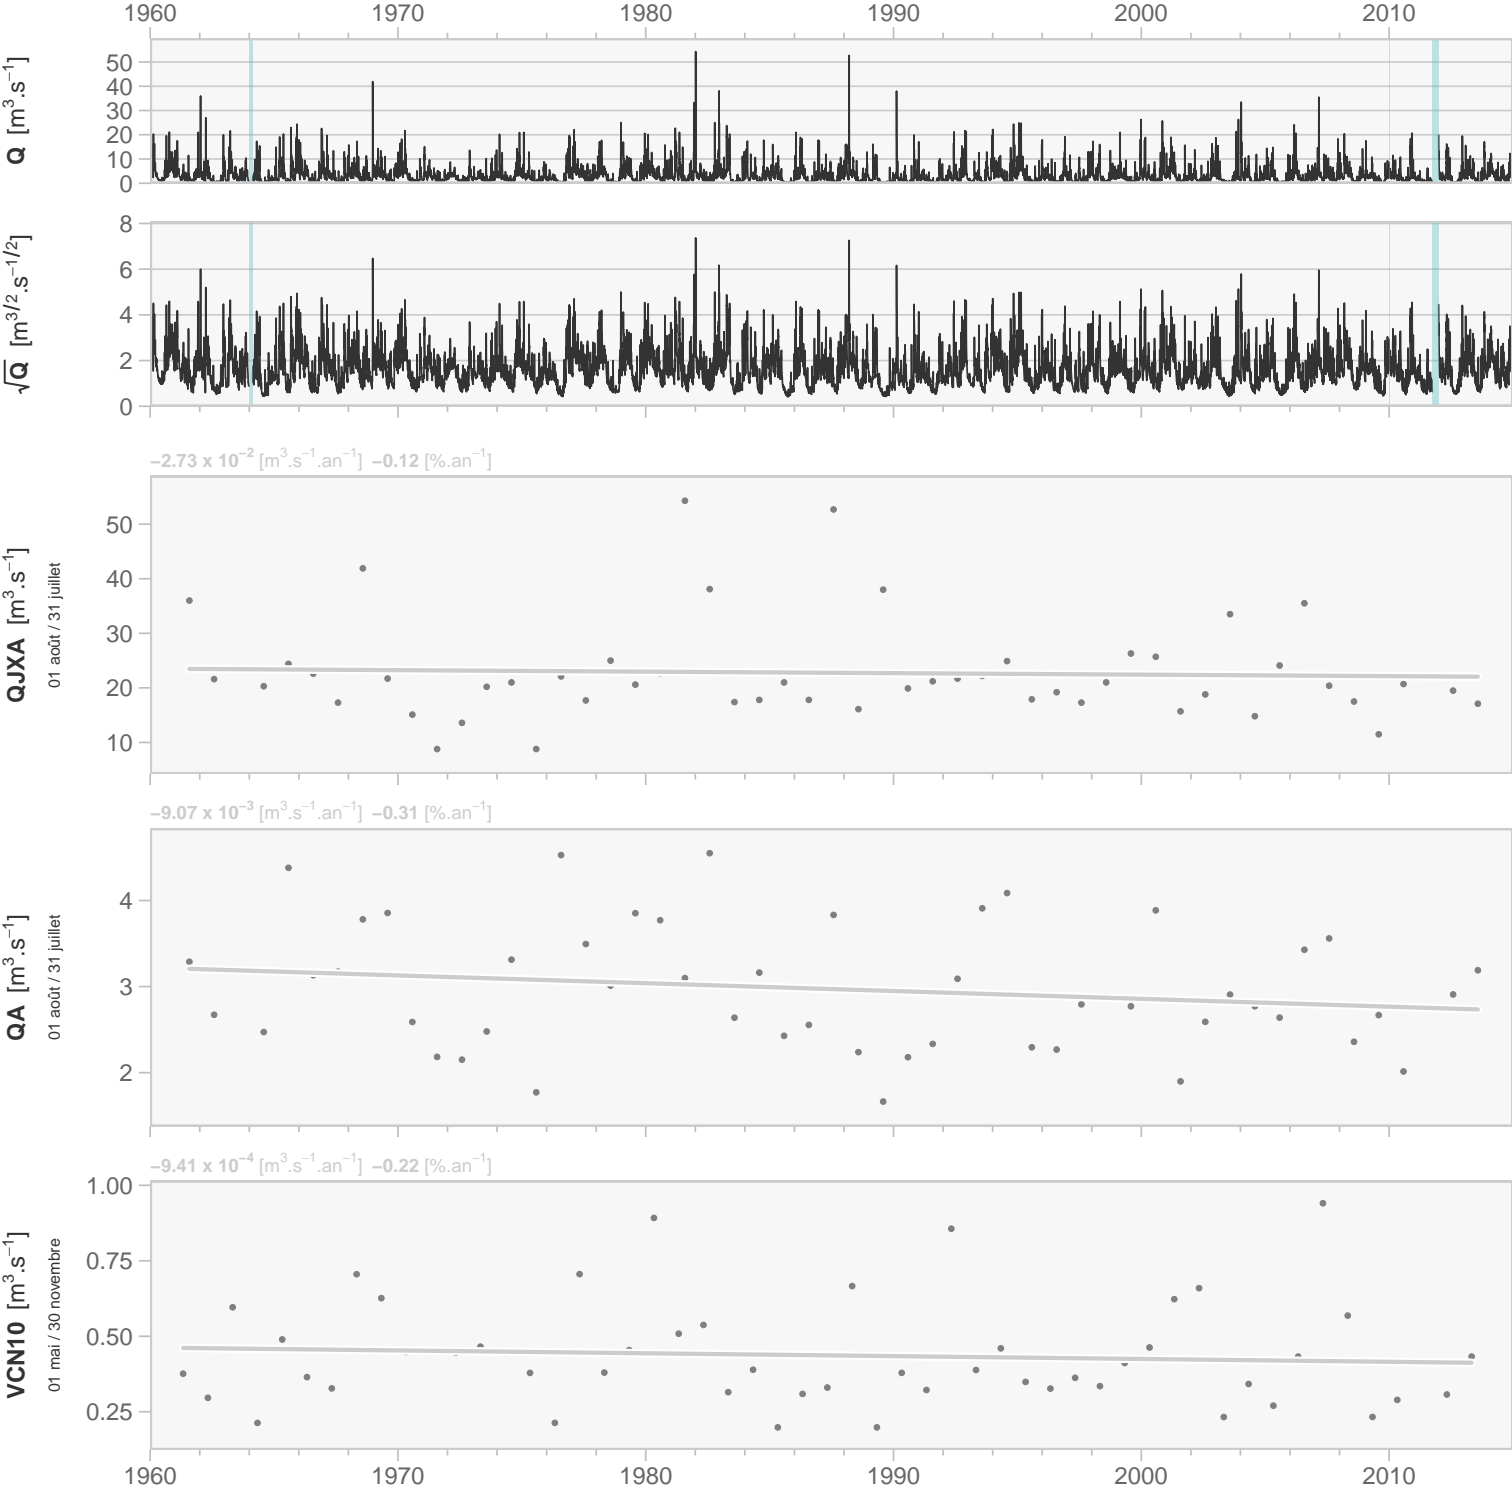 1960 1970 1980 1990 2000 2010
Q [m³.s⁻¹]
50
40
30
20
10
0
√Q [m^3/2.s^−1/2]
8
6
4
2
0
−2.73 x 10⁻² [m³.s⁻¹.an⁻¹] −0.12 [%.an⁻¹]
QJXA [m³.s⁻¹]
01 août / 31 juillet
50
40
30
20
10
−9.07 x 10⁻³ [m³.s⁻¹.an⁻¹] −0.31 [%.an⁻¹]
QA [m³.s⁻¹]
01 août / 31 juillet
4
3
2
−9.41 x 10⁻⁴ [m³.s⁻¹.an⁻¹] −0.22 [%.an⁻¹]
VCN10 [m³.s⁻¹]
01 mai / 30 novembre
1.00
0.75
0.50
0.25
1960 1970 1980 1990 2000 2010